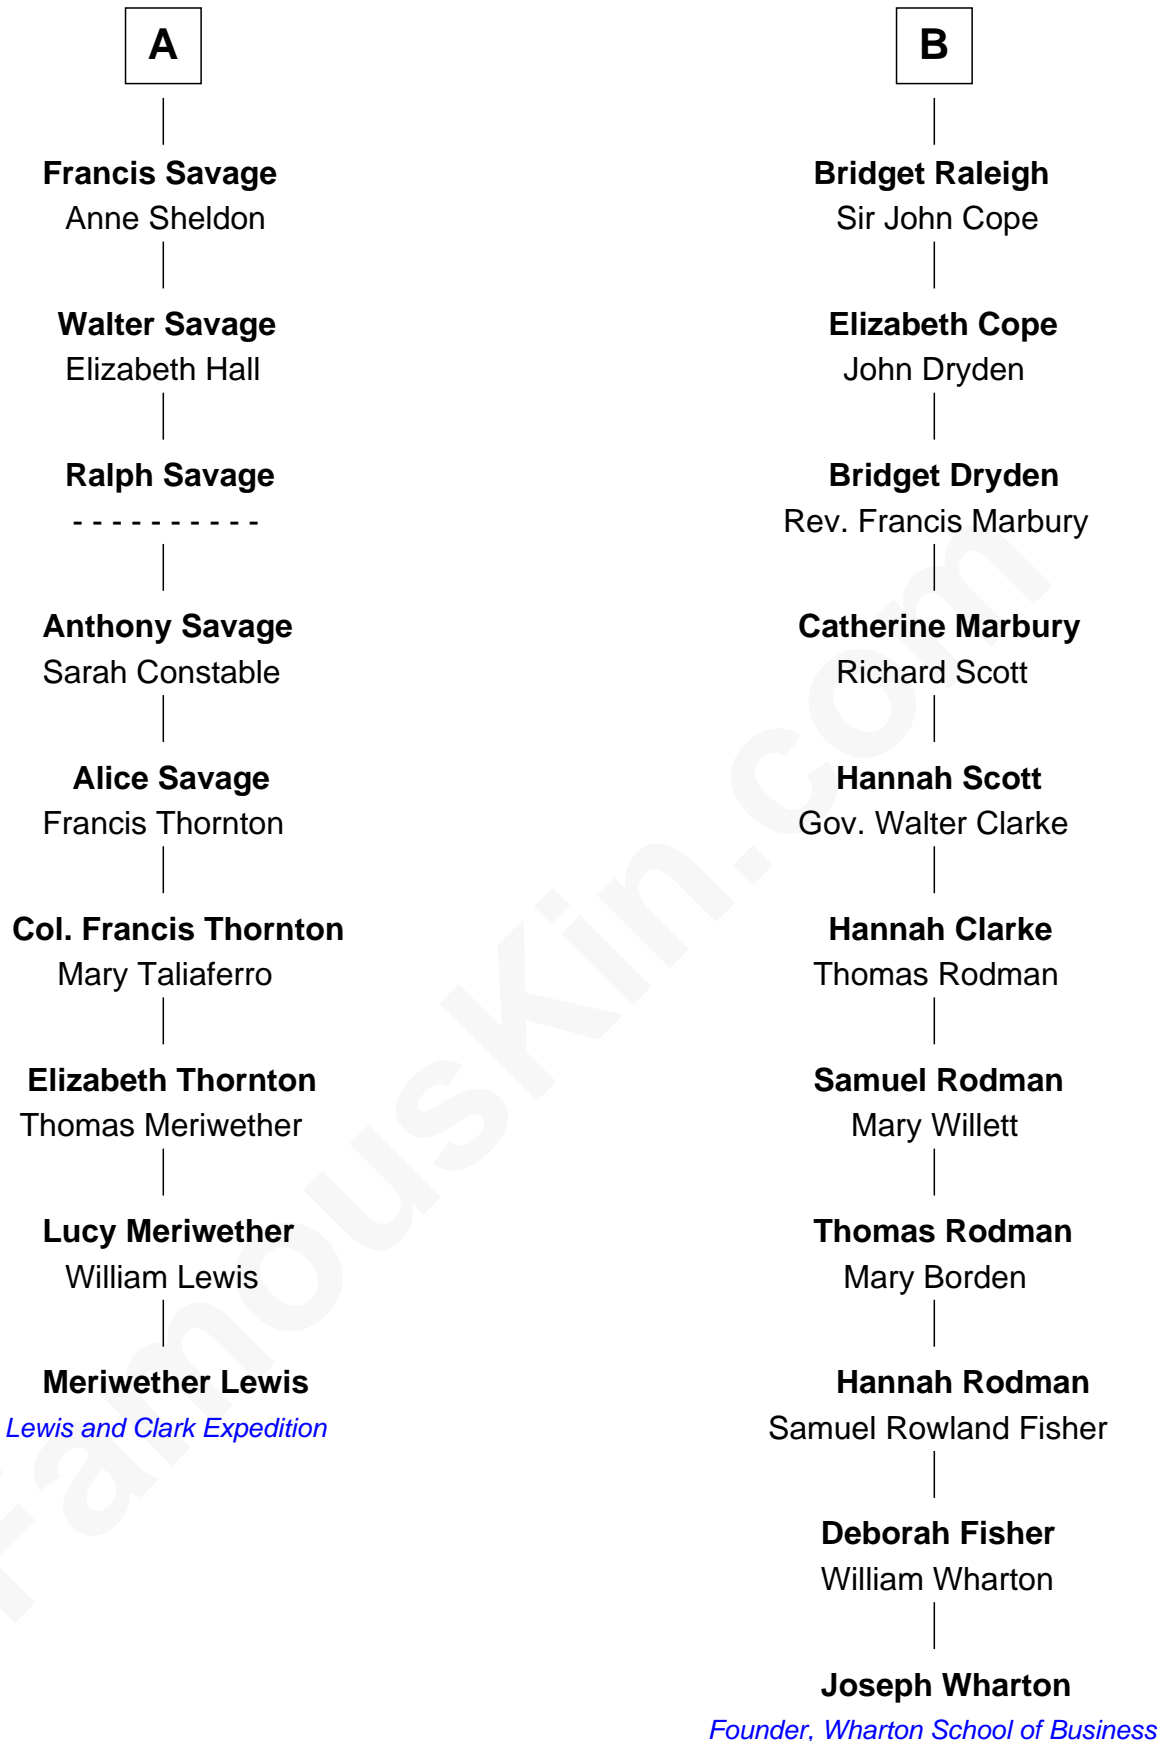 A
Francis Savage
Anne Sheldon
Walter Savage
Elizabeth Hall
Ralph Savage
- - - - - - - - - -
Anthony Savage
Sarah Constable
Alice Savage
Francis Thornton
Col. Francis Thornton
Mary Taliaferro
Elizabeth Thornton
Thomas Meriwether
Lucy Meriwether
William Lewis
Meriwether Lewis
Lewis and Clark Expedition
B
Bridget Raleigh
Sir John Cope
Elizabeth Cope
John Dryden
Bridget Dryden
Rev. Francis Marbury
Catherine Marbury
Richard Scott
Hannah Scott
Gov. Walter Clarke
Hannah Clarke
Thomas Rodman
Samuel Rodman
Mary Willett
Thomas Rodman
Mary Borden
Hannah Rodman
Samuel Rowland Fisher
Deborah Fisher
William Wharton
Joseph Wharton
Founder, Wharton School of Business
FamousKin.com